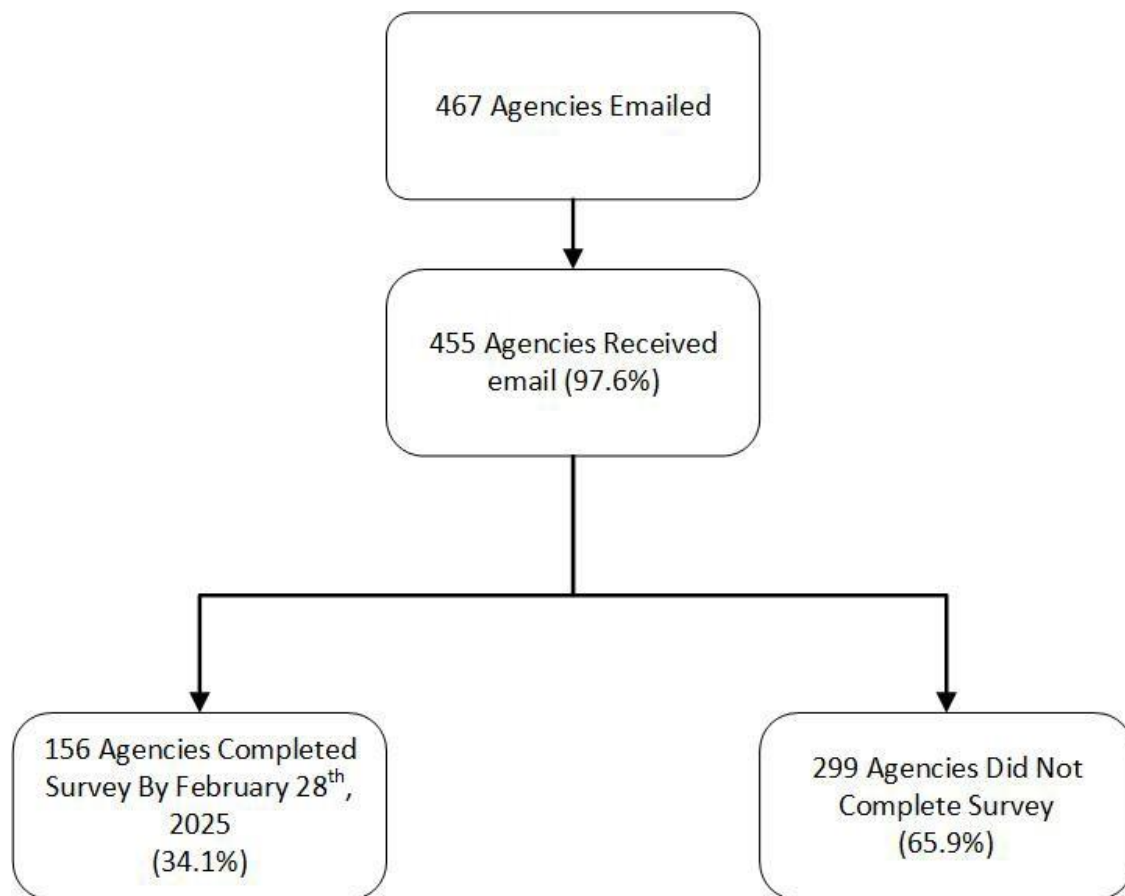 467 Agencies Emailed
455 Agencies Received
email (97.6%)
156 Agencies Completed
Survey By February 28th,
2025
(34.1%)
299 Agencies Did Not
Complete Survey
(65.9%)